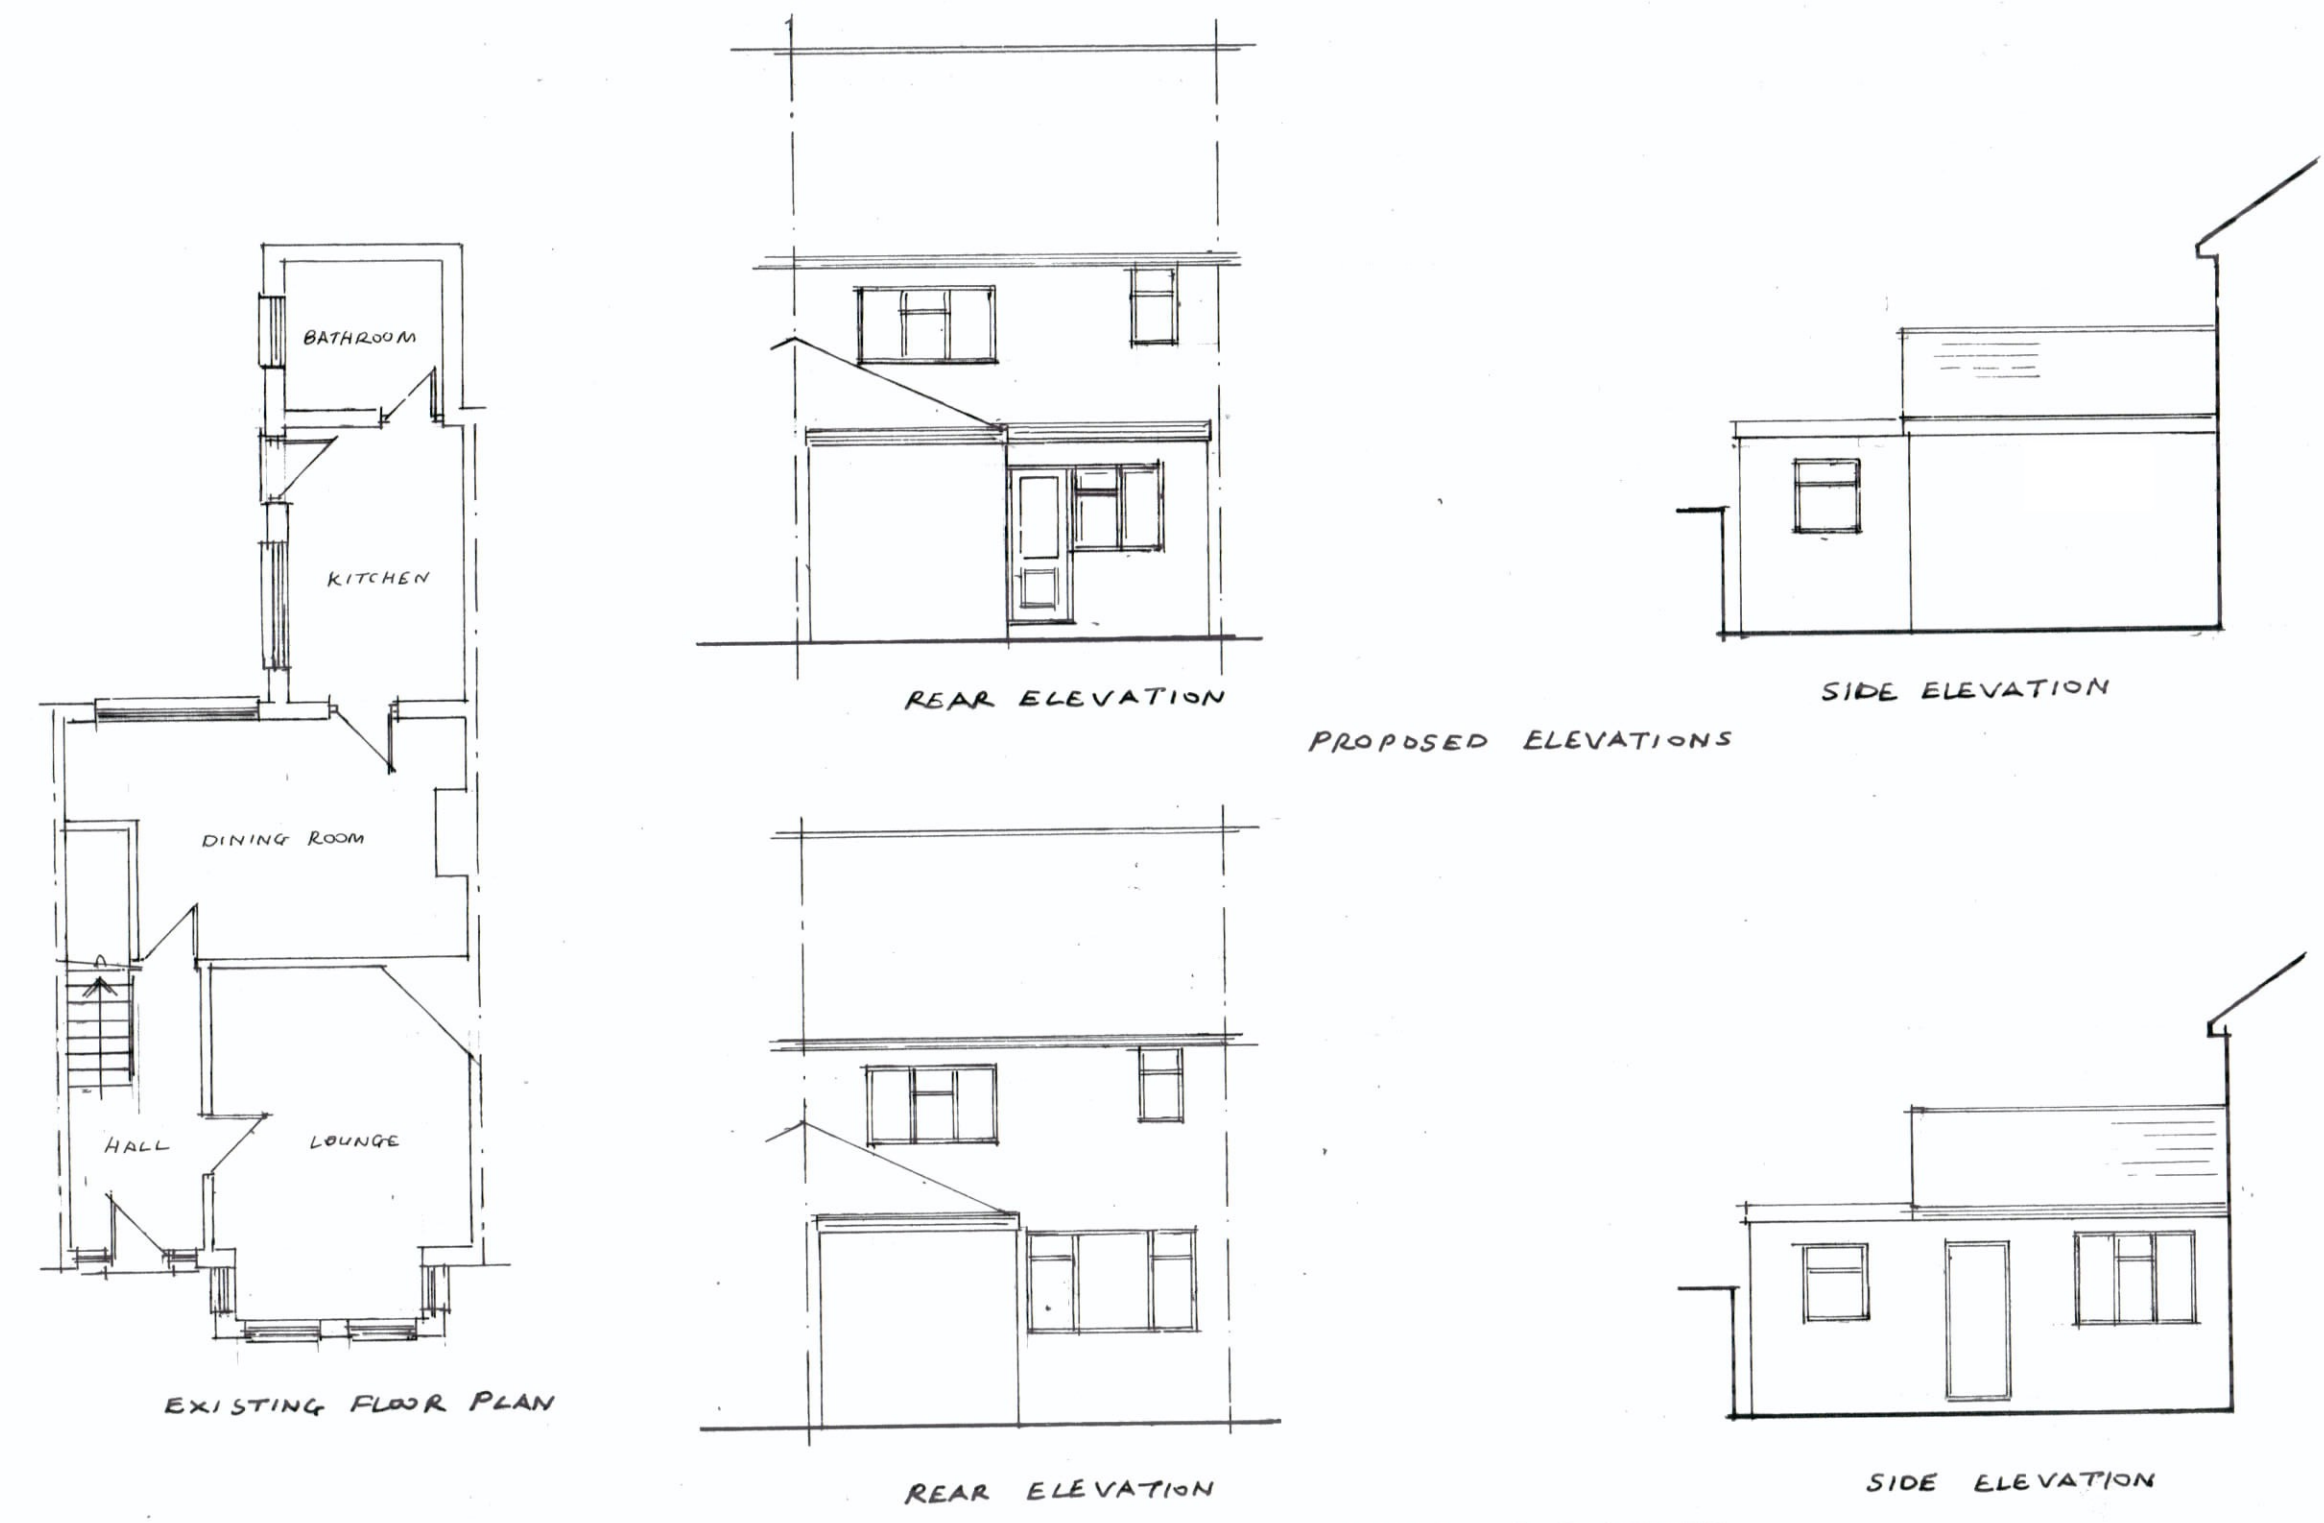 BATHROOM
KITCHEN
DINING ROOM
HALL
LOUNGE
EXISTING FLOOR PLAN
REAR ELEVATION
SIDE ELEVATION
PROPOSED ELEVATIONS
REAR ELEVATION
SIDE ELEVATION